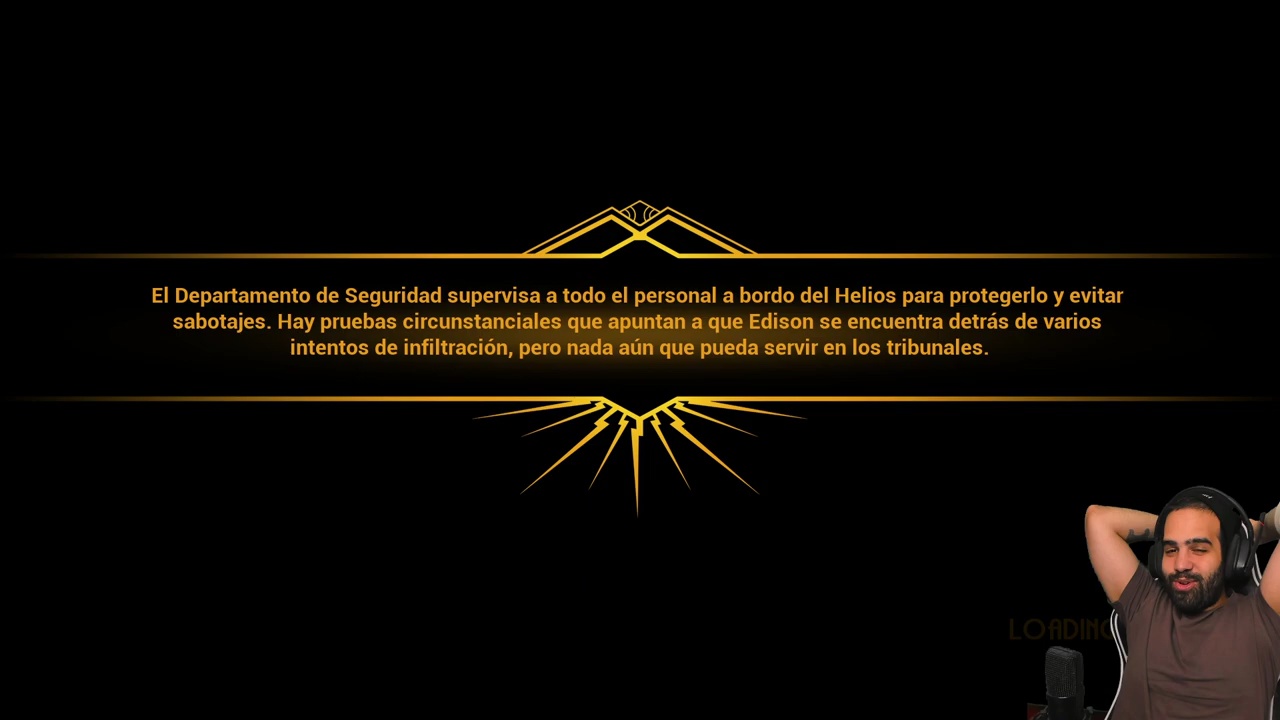 El Departamento de Seguridad supervisa a todo el personal a bordo del Helios para protegerlo y evitar
sabotajes. Hay pruebas circunstanciales que apuntan a que Edison se encuentra detrás de varios
intentos de infiltración, pero nada aún que pueda servir en los tribunales.
LOADING